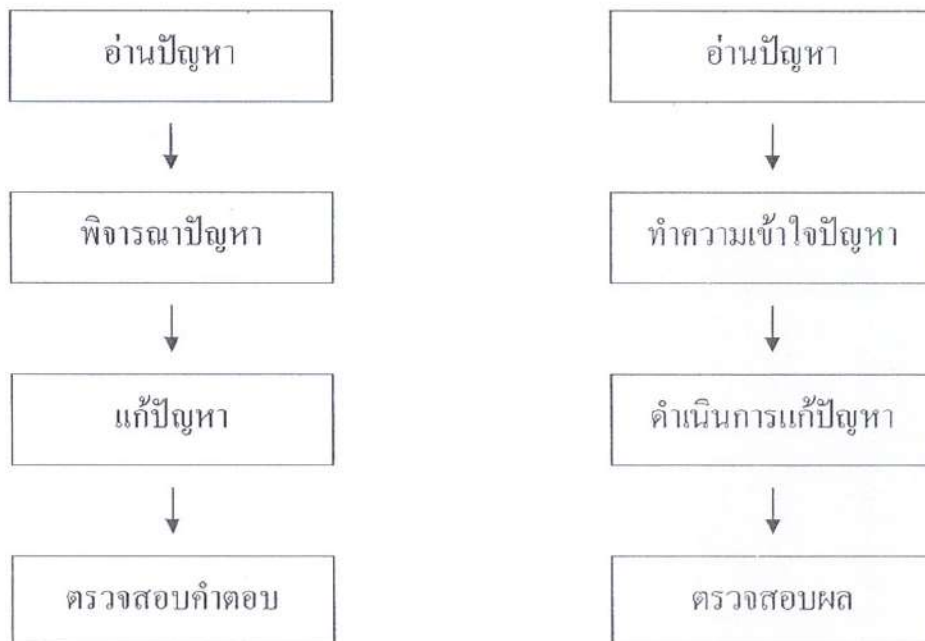 อ่านปัญหา
พิจารณาปัญหา
แก้ปัญหา
ตรวจสอบคำตอบ
อ่านปัญหา
ทำความเข้าใจปัญหา
ดำเนินการแก้ปัญหา
ตรวจสอบผล